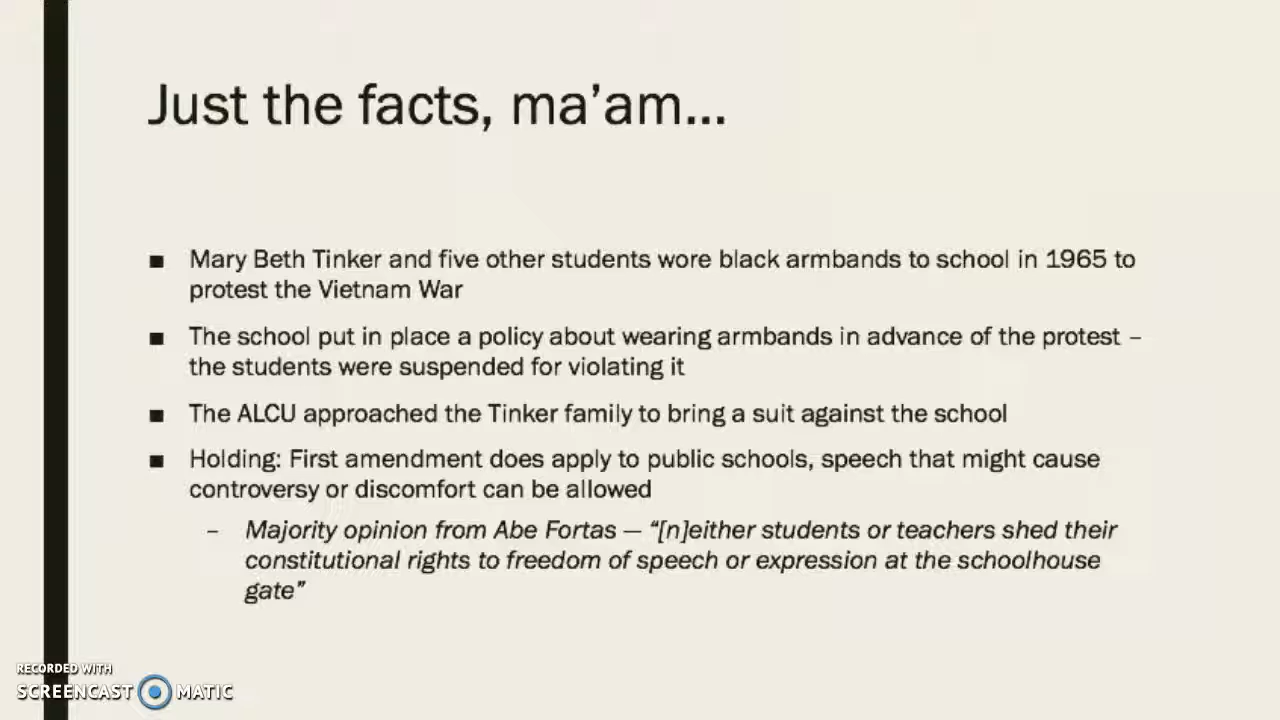 Just the facts, ma’am…
■ Mary Beth Tinker and five other students wore black armbands to school in 1965 to
protest the Vietnam War
■ The school put in place a policy about wearing armbands in advance of the protest –
the students were suspended for violating it
■ The ALCU approached the Tinker family to bring a suit against the school
■ Holding: First amendment does apply to public schools, speech that might cause
controversy or discomfort can be allowed
– Majority opinion from Abe Fortas — “[n]either students or teachers shed their
constitutional rights to freedom of speech or expression at the schoolhouse
gate”
RECORDED WITH
SCREENCAST MATIC